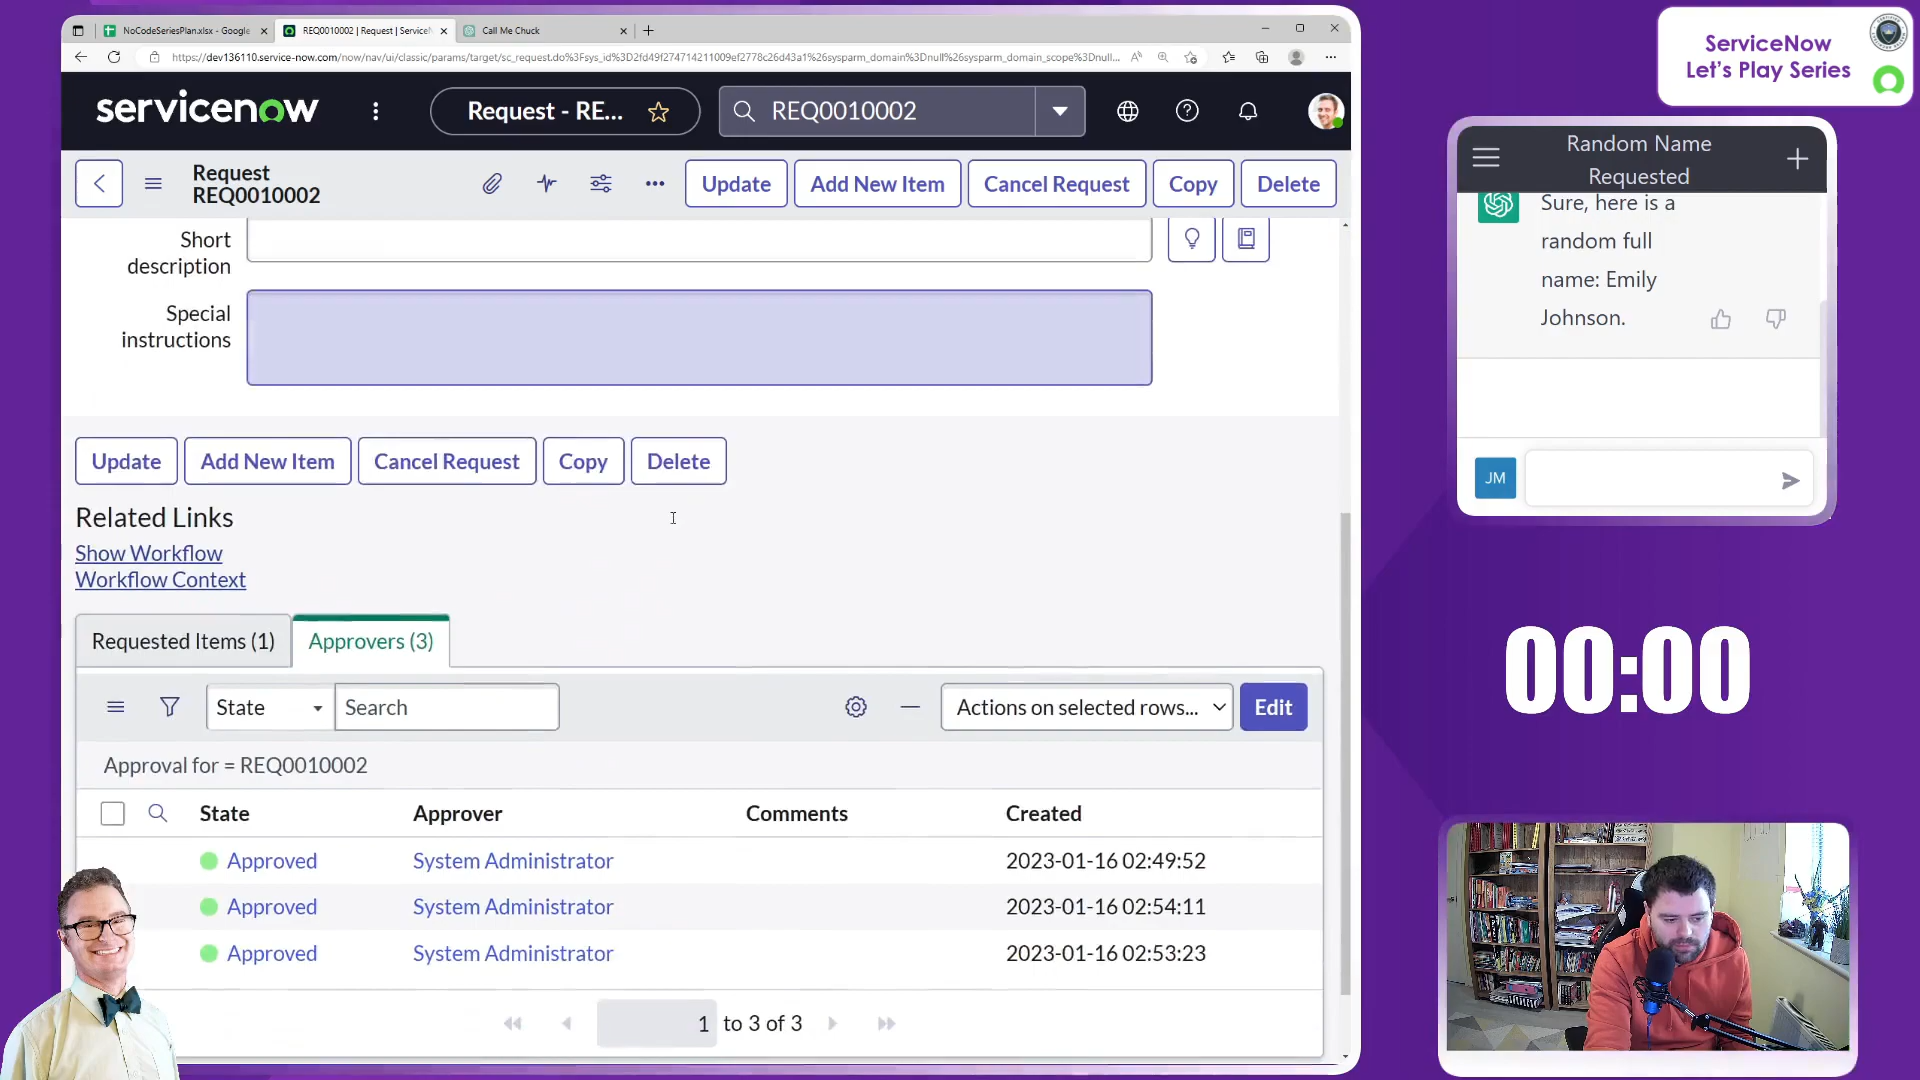 NoCodeSeriesPlan.xlsx - Google
REQ0010002 | Request | Service
Call Me Chuck
servicenow
Request - RE...
REQ0010002
Request
REQ0010002
Update
Add New Item
Cancel Request
Copy
Delete
Short
description
Special
instructions
Update
Add New Item
Cancel Request
Copy
Delete
Related Links
Show Workflow
Workflow Context
Requested Items (1)
Approvers (3)
State
Search
Actions on selected rows...
Edit
Approval for = REQ0010002
State
Approver
Comments
Created
Approved
System Administrator
2023-01-16 02:49:52
Approved
System Administrator
2023-01-16 02:54:11
Approved
System Administrator
2023-01-16 02:53:23
1 to 3 of 3
ServiceNow
Let's Play Series
Random Name
Requested
Sure, here is a
random full
name: Emily
Johnson.
JM
00:00